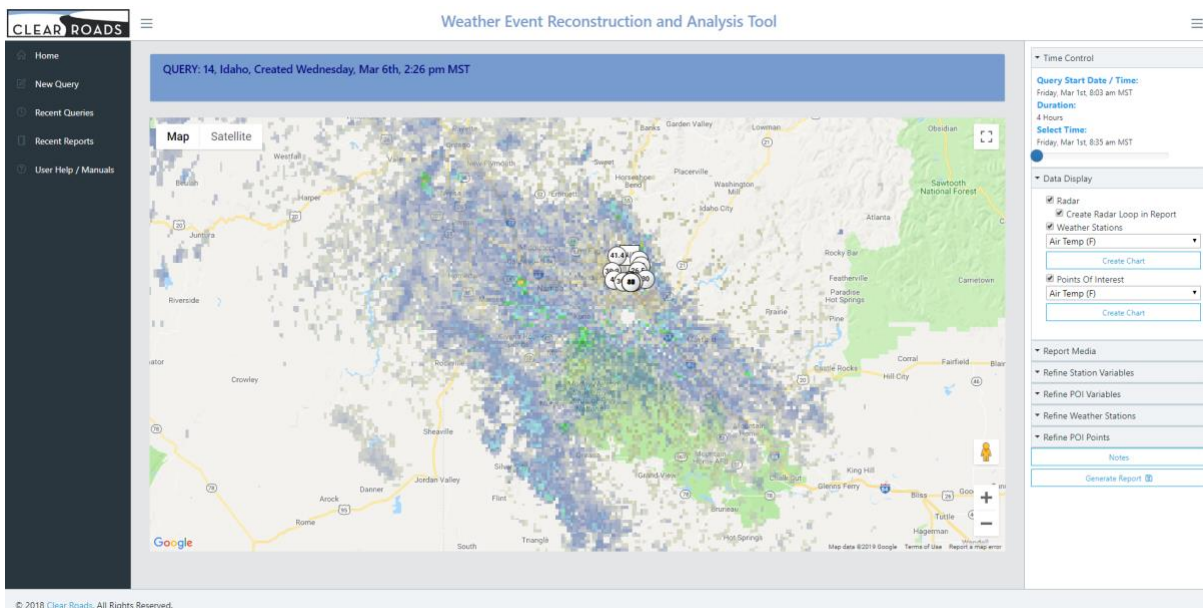 CLEAR ROADS
Weather Event Reconstruction and Analysis Tool
Home
New Query
Recent Queries
Recent Reports
User Help / Manuals
QUERY: 14, Idaho, Created Wednesday, Mar 6th, 2:26 pm MST
Map Satellite
Banks
Garden Valley
Lowman
Obsidian
Westfall
Placerville
Horseshoe Bend
Washington Mill
Sawtooth National Forest
Beulah
Harper
Idaho City
Atlanta
Juntura
Rocky Bar
41.4
Featherville
Camelown
Riverside
Paradise Hot Springs
Prairie
Pine
Crowley
Castle Rocks
Corral
Fairfield
Hill City
Sheaville
King Hill
Jordan Valley
Grand View
Glenns Ferry
Bliss
Arock
Danner
Flint
Bruneau
Tuttle
Rome
Hagerman
Triangle
South
Hot Springs
Google
Map data ©2019 Google Terms of Use Report a map error
Time Control
Query Start Date / Time:
Friday, Mar 1st, 8:03 am MST
Duration:
4 Hours
Select Time:
Friday, Mar 1st, 8:35 am MST
Data Display
Radar
Create Radar Loop in Report
Weather Stations
Air Temp (F)
Create Chart
Points Of Interest
Air Temp (F)
Create Chart
Report Media
Refine Station Variables
Refine POI Variables
Refine Weather Stations
Refine POI Points
Notes
Generate Report
© 2018 Clear Roads. All Rights Reserved.